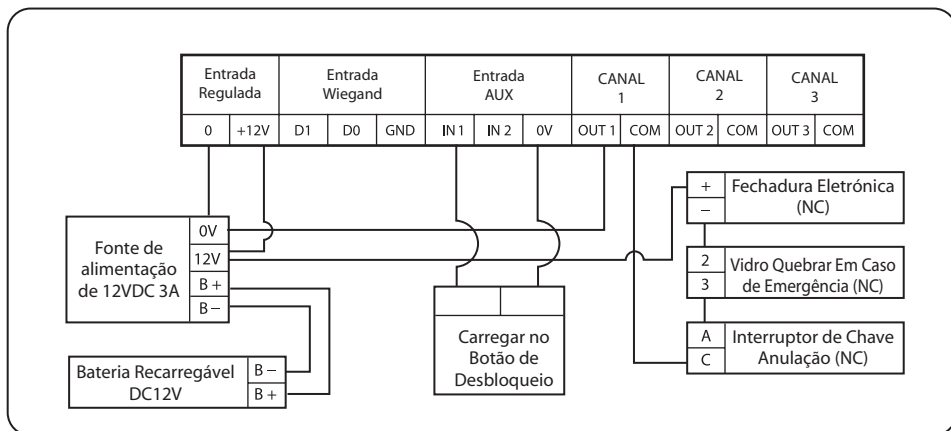 Entrada Regulada
Entrada Wiegand
Entrada AUX
CANAL 1
CANAL 2
CANAL 3
0 +12V D1 D0 GND IN 1 IN 2 0V OUT 1 COM OUT 2 COM OUT 3 COM
Fonte de
alimentação
de 12VDC 3A
0V
12V
B +
B –
Bateria Recarregável
DC12V
B –
B +
Carregar no
Botão de
Desbloqueio
+
–
Fechadura Eletrónica
(NC)
2
3
Vidro Quebrar Em Caso
de Emergência (NC)
A
C
Interruptor de Chave
Anulação (NC)